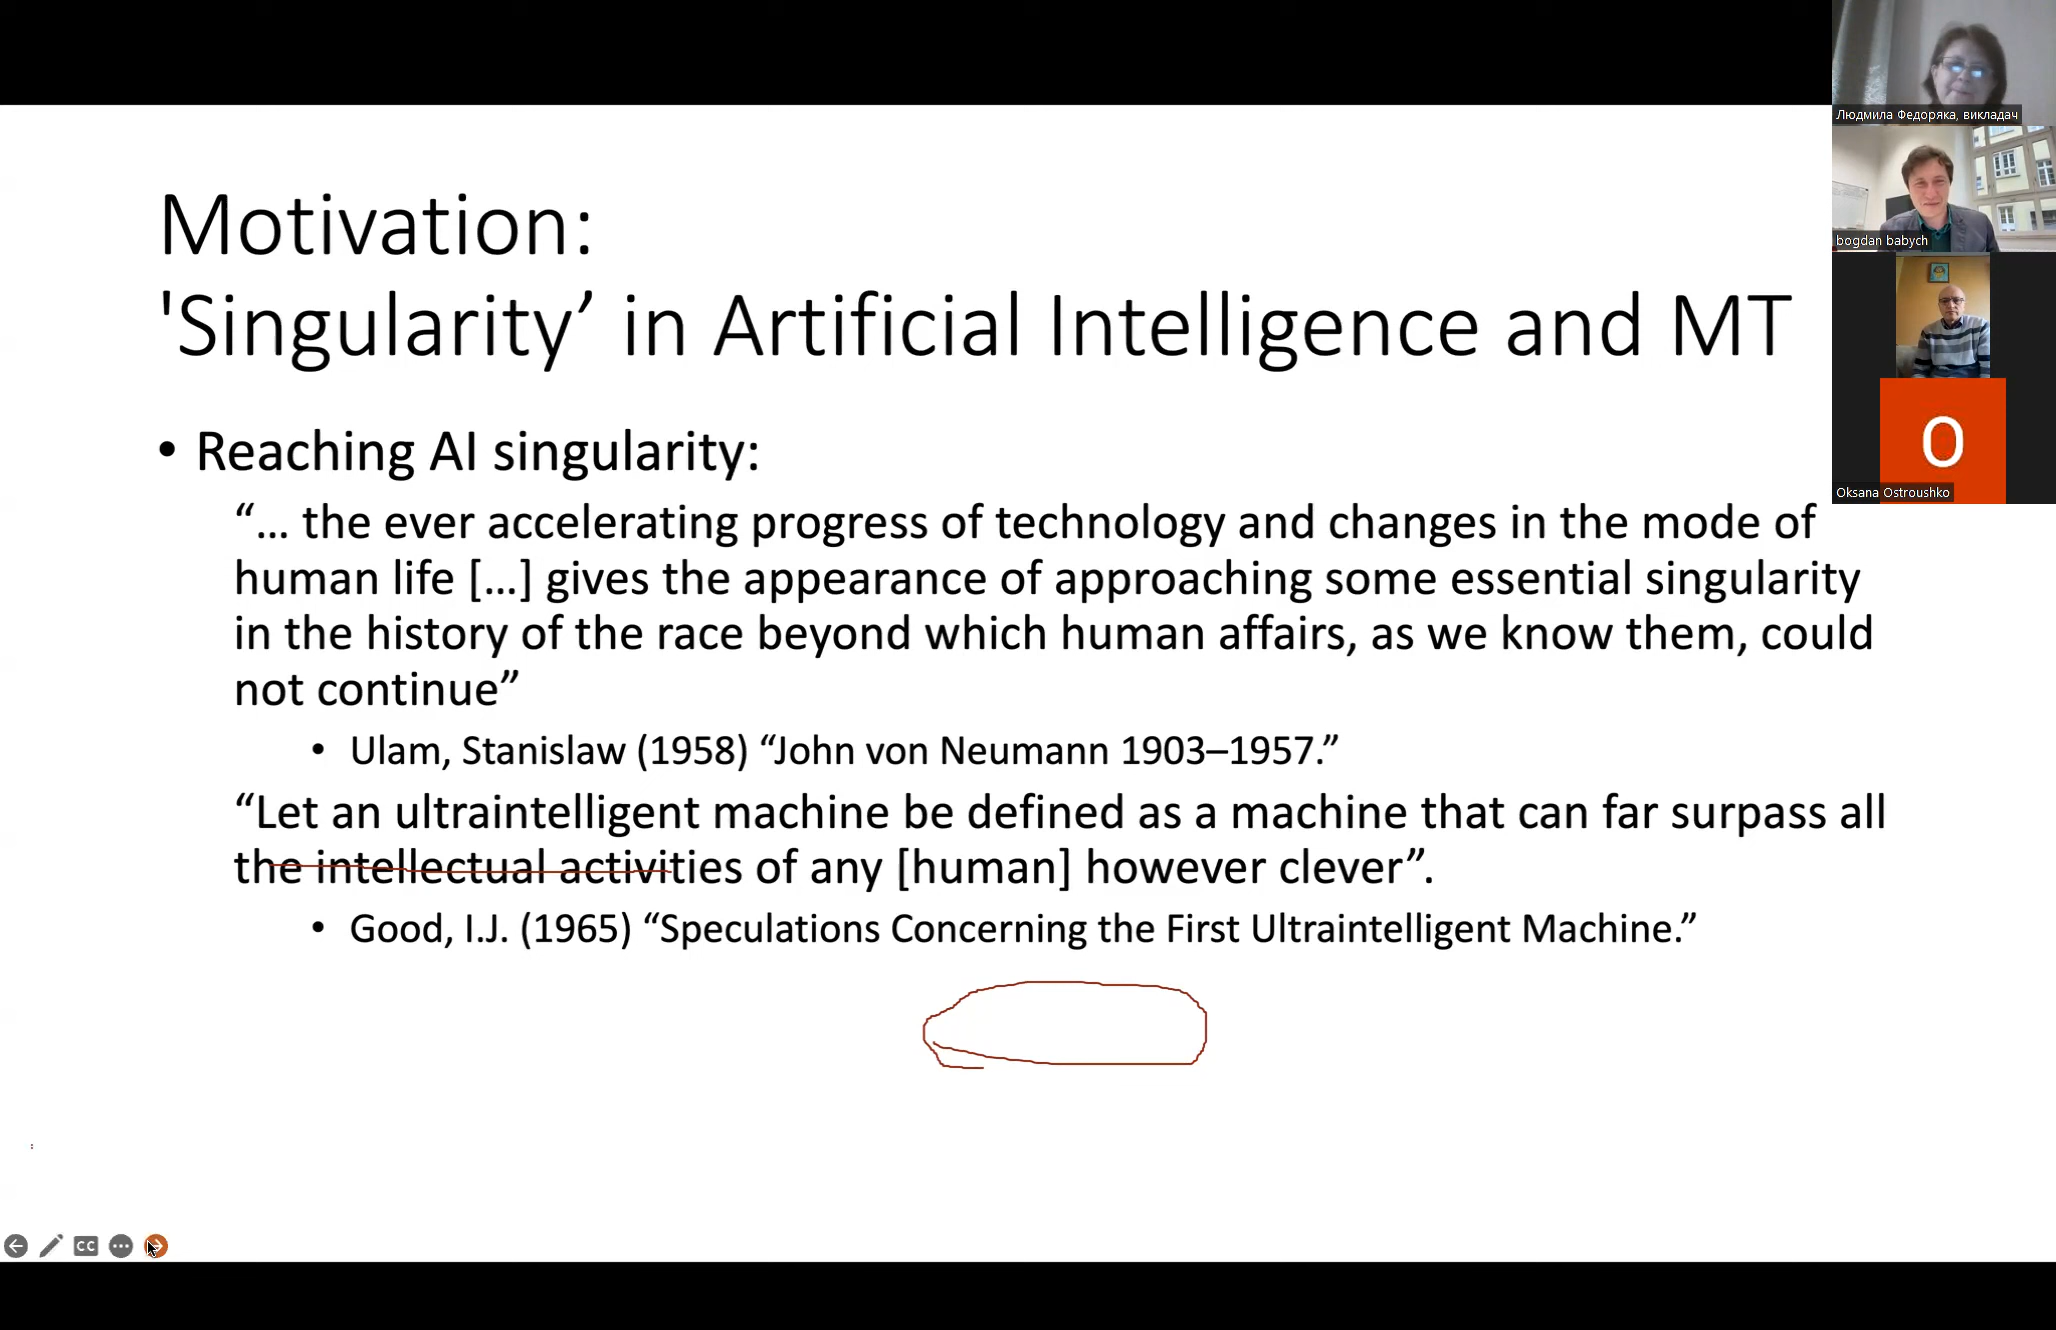 Motivation:
'Singularity’ in Artificial Intelligence and MT
• Reaching AI singularity:
“… the ever accelerating progress of technology and changes in the mode of
human life […] gives the appearance of approaching some essential singularity
in the history of the race beyond which human affairs, as we know them, could
not continue”
• Ulam, Stanislaw (1958) “John von Neumann 1903–1957.”
“Let an ultraintelligent machine be defined as a machine that can far surpass all
the intellectual activities of any [human] however clever”.
• Good, I.J. (1965) “Speculations Concerning the First Ultraintelligent Machine.”
CC
Людмила Федоряка, викладач
bogdan babych
O
Oksana Ostroushko